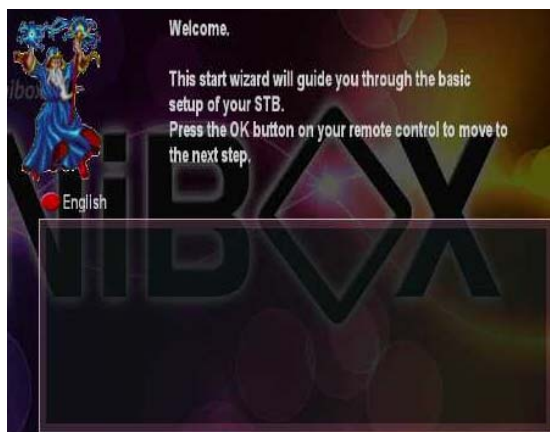 Welcome.
This start wizard will guide you through the basic
setup of your STB.
Press the OK button on your remote control to move to
the next step.
English
NiBOX